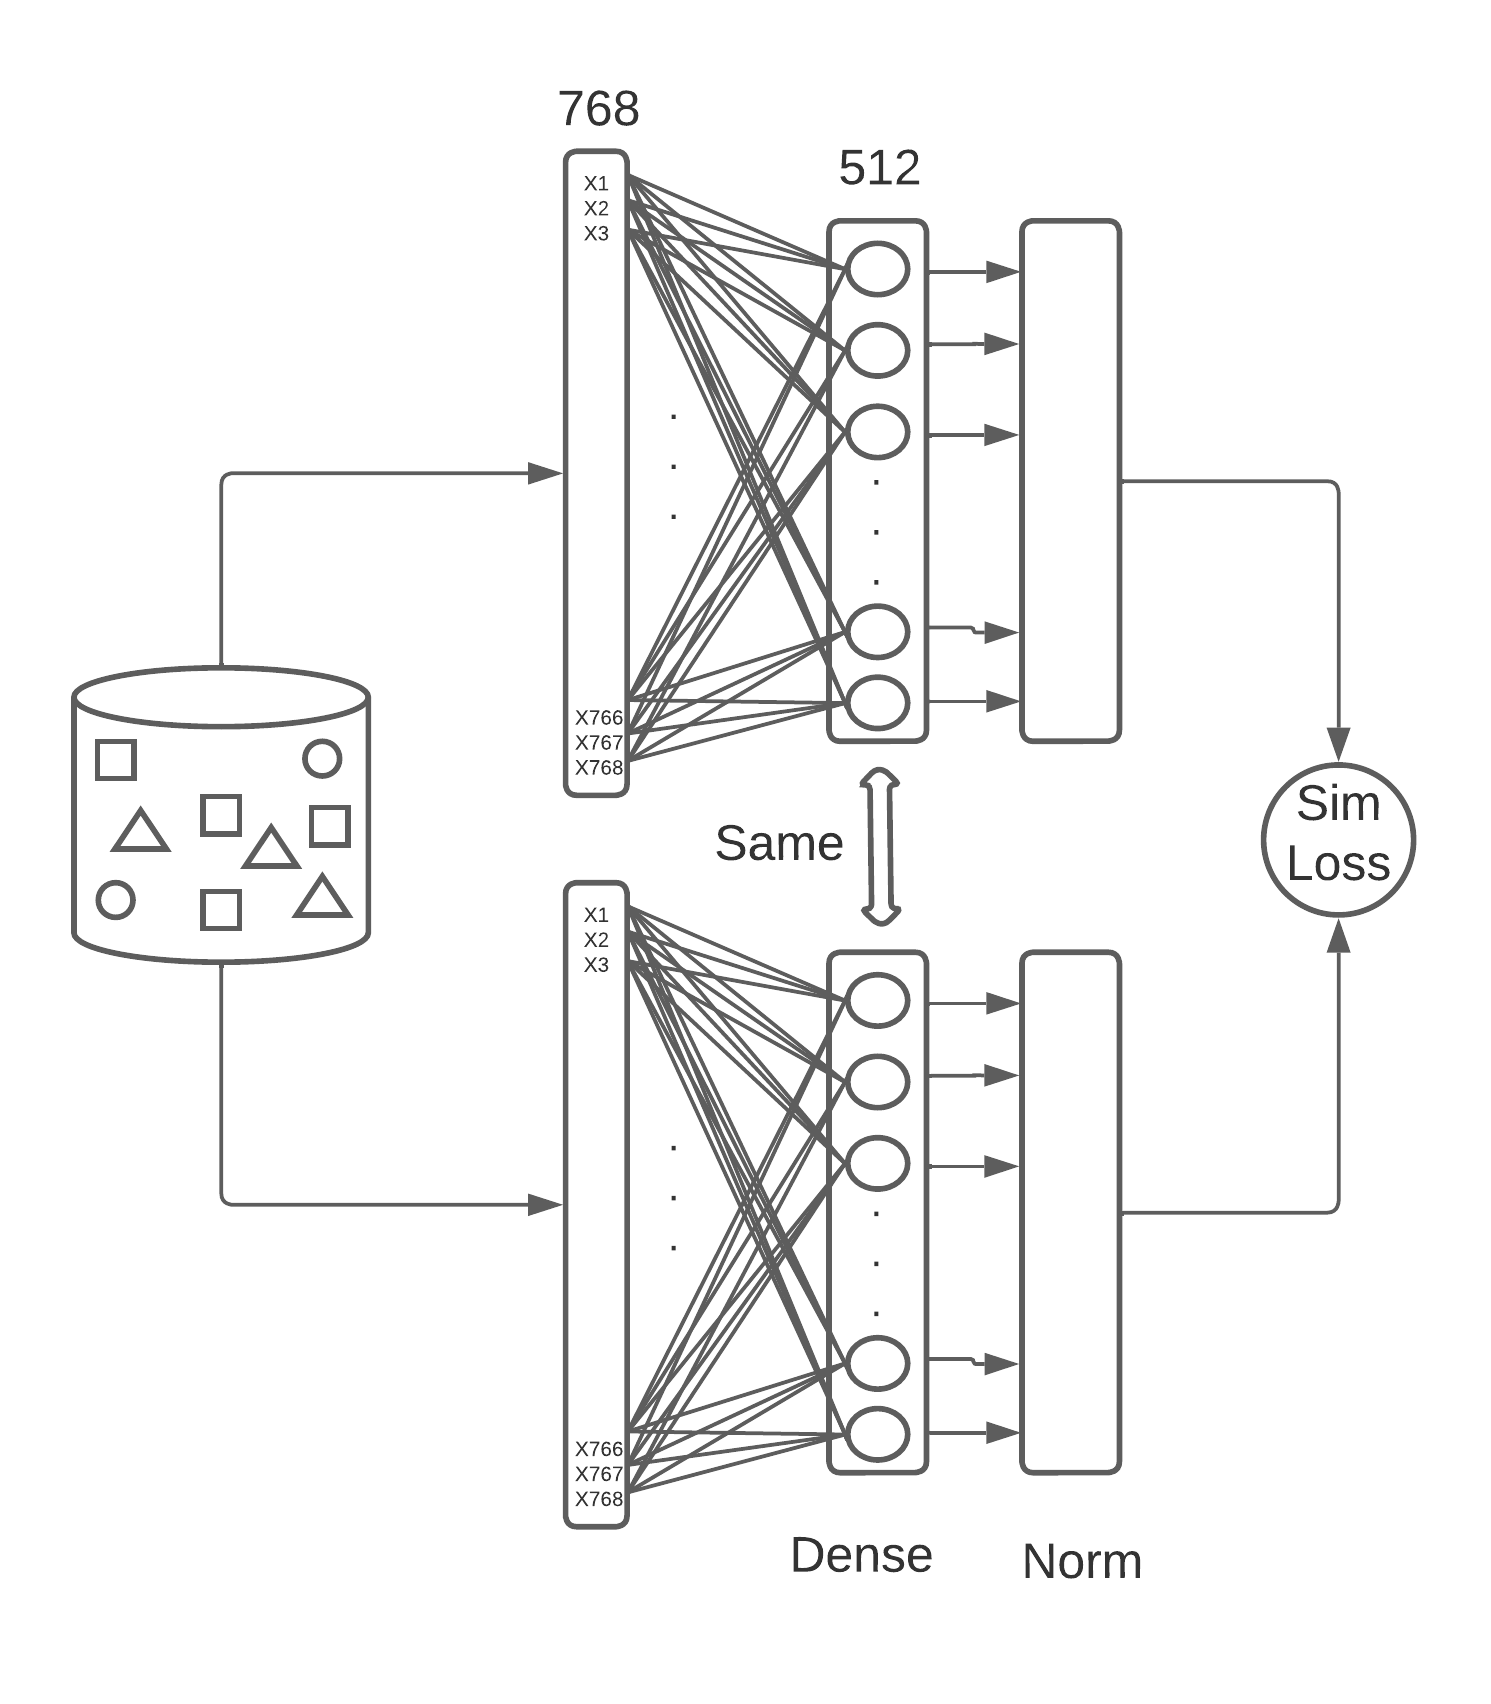 768
512
X1
X2
X3
.
.
.
.
.
.
X766
X767
X768
Same
Sim
Loss
X1
X2
X3
.
.
.
.
.
.
X766
X767
X768
Dense
Norm